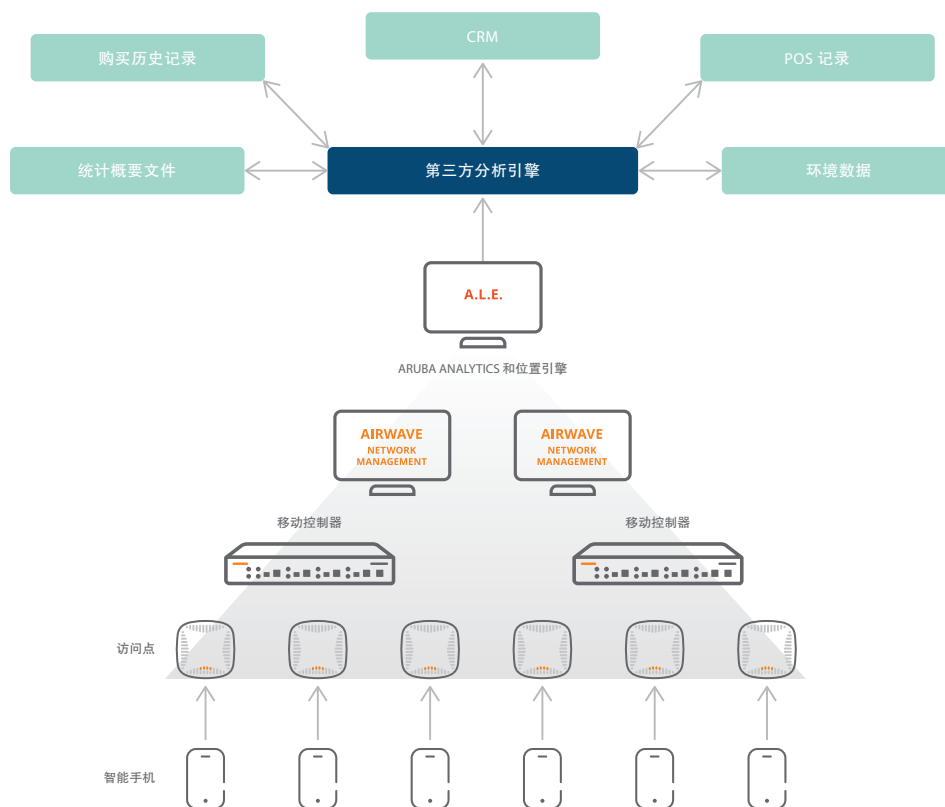 CRM
购买历史记录
POS 记录
统计概要文件
第三方分析引擎
环境数据
A.L.E.
ARUBA ANALYTICS 和位置引擎
AIRWAVE
NETWORK
MANAGEMENT
AIRWAVE
NETWORK
MANAGEMENT
移动控制器
移动控制器
访问点
智能手机